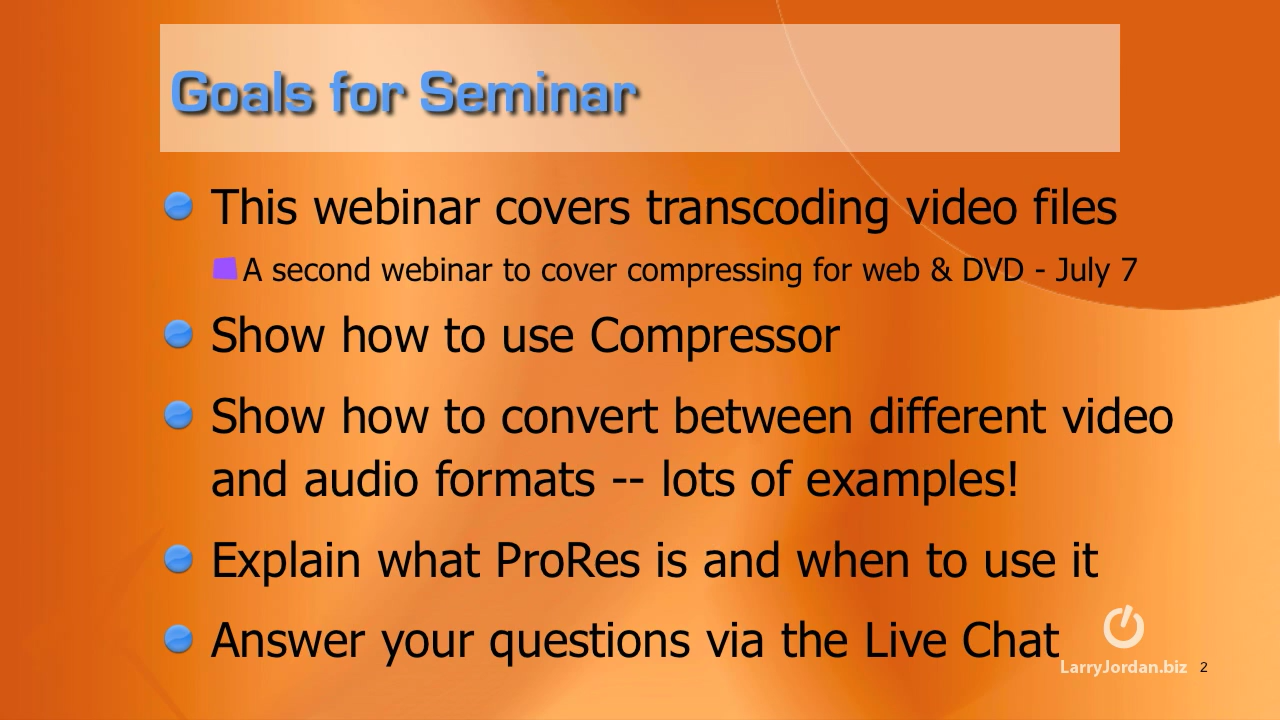 Goals for Seminar
This webinar covers transcoding video files
A second webinar to cover compressing for web & DVD - July 7
Show how to use Compressor
Show how to convert between different video
and audio formats -- lots of examples!
Explain what ProRes is and when to use it
Answer your questions via the Live Chat
LarryJordan.biz 2